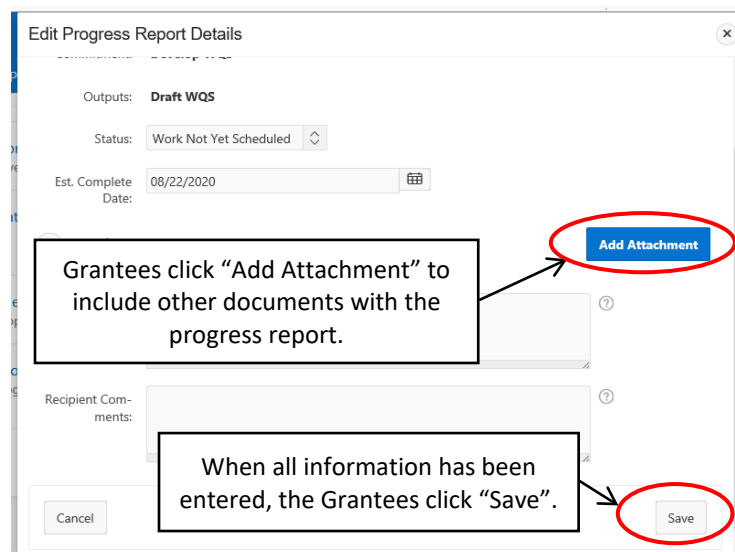 Edit Progress Report Details
Outputs: Draft WQS
Status: Work Not Yet Scheduled
Est. Complete 08/22/2020
Date:
Add Attachment
Grantees click “Add Attachment” to
include other documents with the
progress report.
Recipient Com-
ments:
When all information has been
entered, the Grantees click “Save”.
Cancel
Save